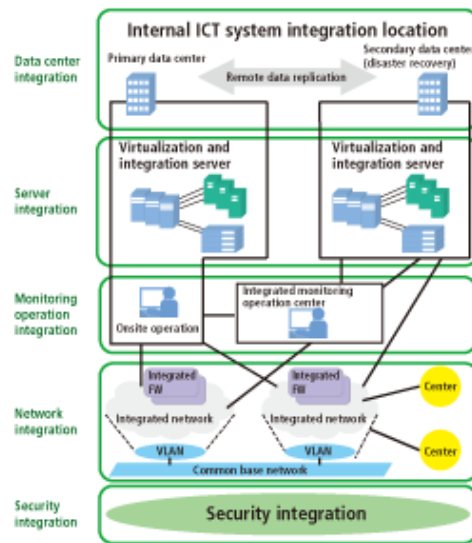 Internal ICT system integration location
Data center
integration
Primary data center
Secondary data center
(disaster recovery)
Remote data replication
Server
integration
Virtualization and
integration server
Virtualization and
integration server
Monitoring
operation
integration
Onsite operation
Integrated monitoring
operation center
Network
integration
Integrated
FW
Integrated network
VLAN
Integrated
FW
Integrated network
VLAN
Common base network
Center
Center
Security
integration
Security integration